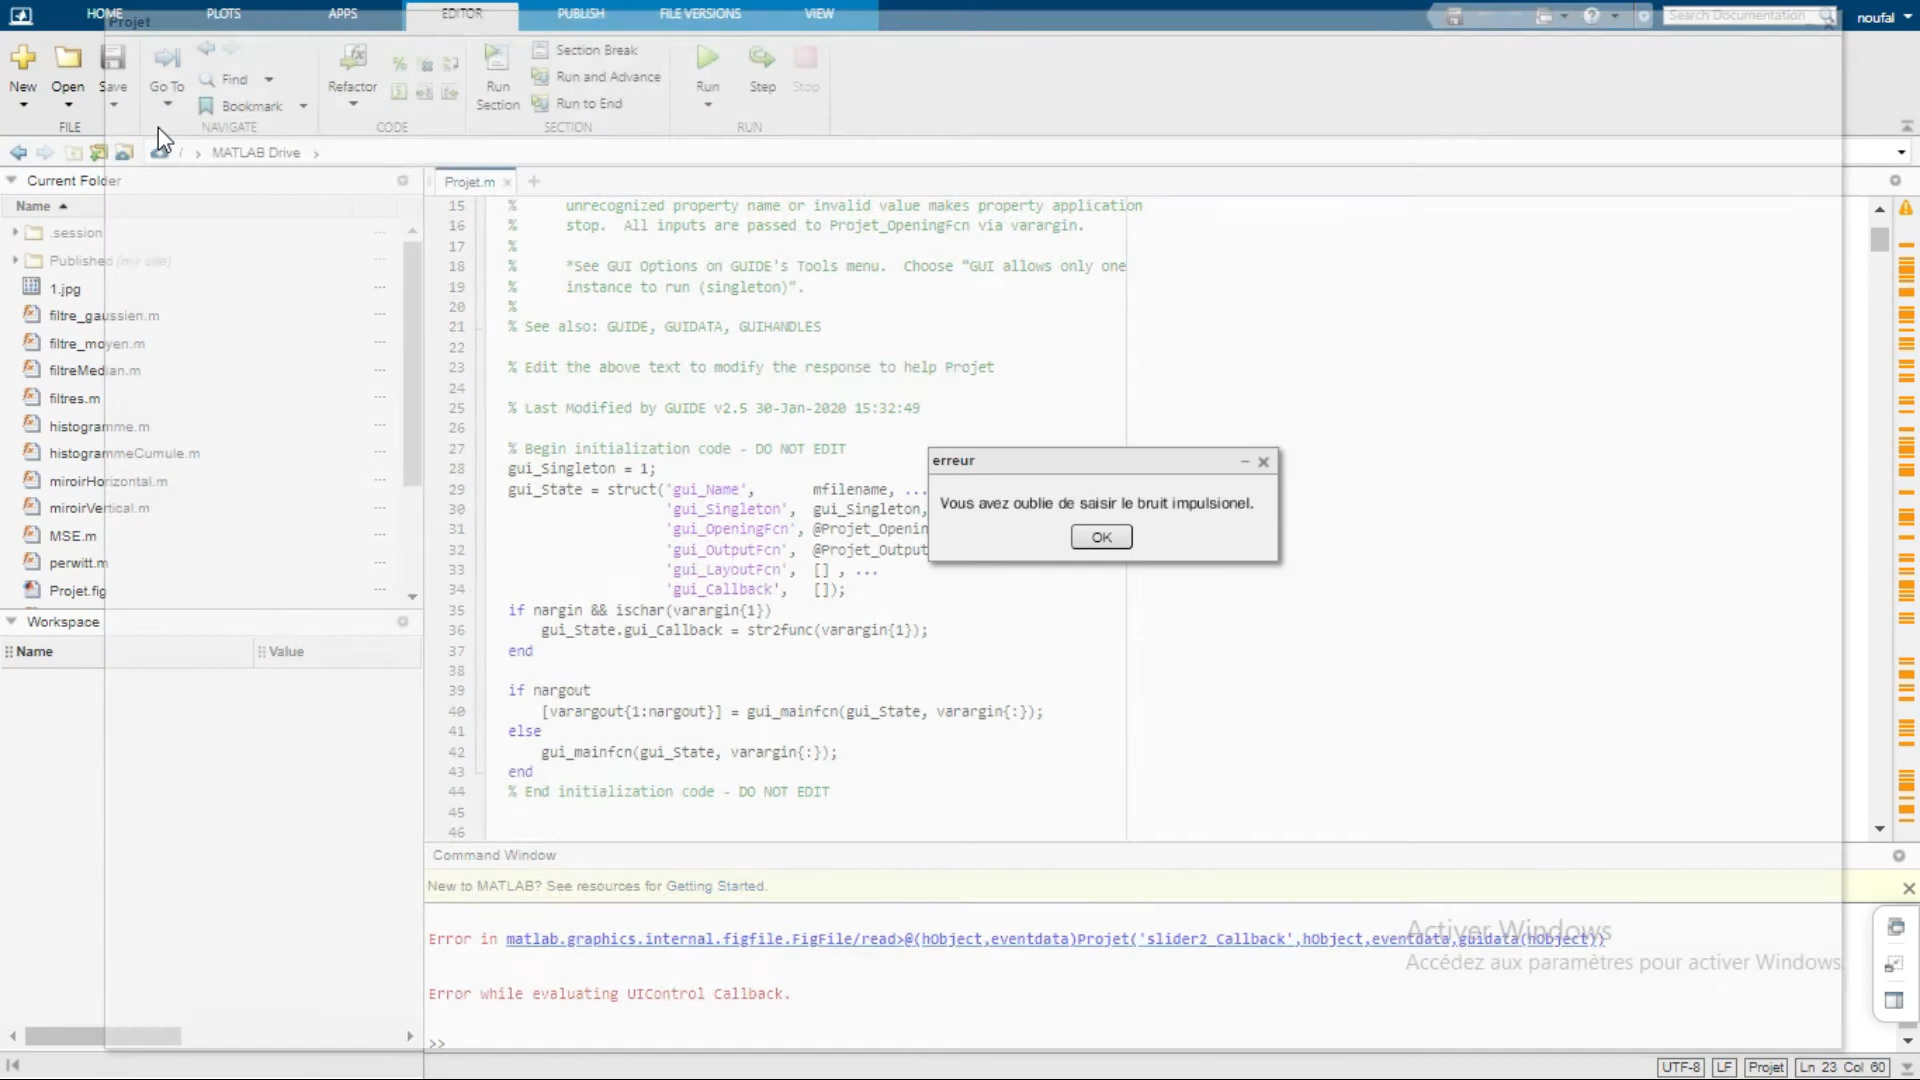 HOME PLOTS APPS EDITOR PUBLISH FILE VERSIONS VIEW Search Documentation noufal
Projet
New Open Save Go To Find Bookmark Refactor Run Section Section Break Run and Advance Run to End Run Step Stop
FILE NAVIGATE CODE SECTION RUN
/ › MATLAB Drive ›
Current Folder
Name
.session
Published (my site)
1.jpg
filtre_gaussien.m
filtre_moyen.m
filtreMedian.m
filtres.m
histogramme.m
histogrammeCumule.m
miroirHorizontal.m
miroirVertical.m
MSE.m
perwitt.m
Projet.fig
Workspace
Name Value
Projet.m
15 % unrecognized property name or invalid value makes property application
16 % stop. All inputs are passed to Projet_OpeningFcn via varargin.
17 %
18 % *See GUI Options on GUIDE's Tools menu. Choose "GUI allows only one
19 % instance to run (singleton)".
20 %
21 % See also: GUIDE, GUIDATA, GUIHANDLES
22
23 % Edit the above text to modify the response to help Projet
24
25 % Last Modified by GUIDE v2.5 30-Jan-2020 15:32:49
26
27 % Begin initialization code - DO NOT EDIT
28 gui_Singleton = 1;
29 gui_State = struct('gui_Name', mfilename, ...
30 'gui_Singleton', gui_Singleton,
31 'gui_OpeningFcn', @Projet_Openin
32 'gui_OutputFcn', @Projet_Output
33 'gui_LayoutFcn', [] , ...
34 'gui_Callback', []);
35 if nargin && ischar(varargin{1})
36 gui_State.gui_Callback = str2func(varargin{1});
37 end
38
39 if nargout
40 [varargout{1:nargout}] = gui_mainfcn(gui_State, varargin{:});
41 else
42 gui_mainfcn(gui_State, varargin{:});
43 end
44 % End initialization code - DO NOT EDIT
45
46
erreur
Vous avez oublie de saisir le bruit impulsionel.
OK
Command Window
New to MATLAB? See resources for Getting Started.
Error in matlab.graphics.internal.figfile.FigFile/read>@(hObject,eventdata)Projet('slider2_Callback',hObject,eventdata,guidata(hObject))
Error while evaluating UIControl Callback.
>>
Activer Windows
Accédez aux paramètres pour activer Windows.
UTF-8 LF Projet Ln 23 Col 60